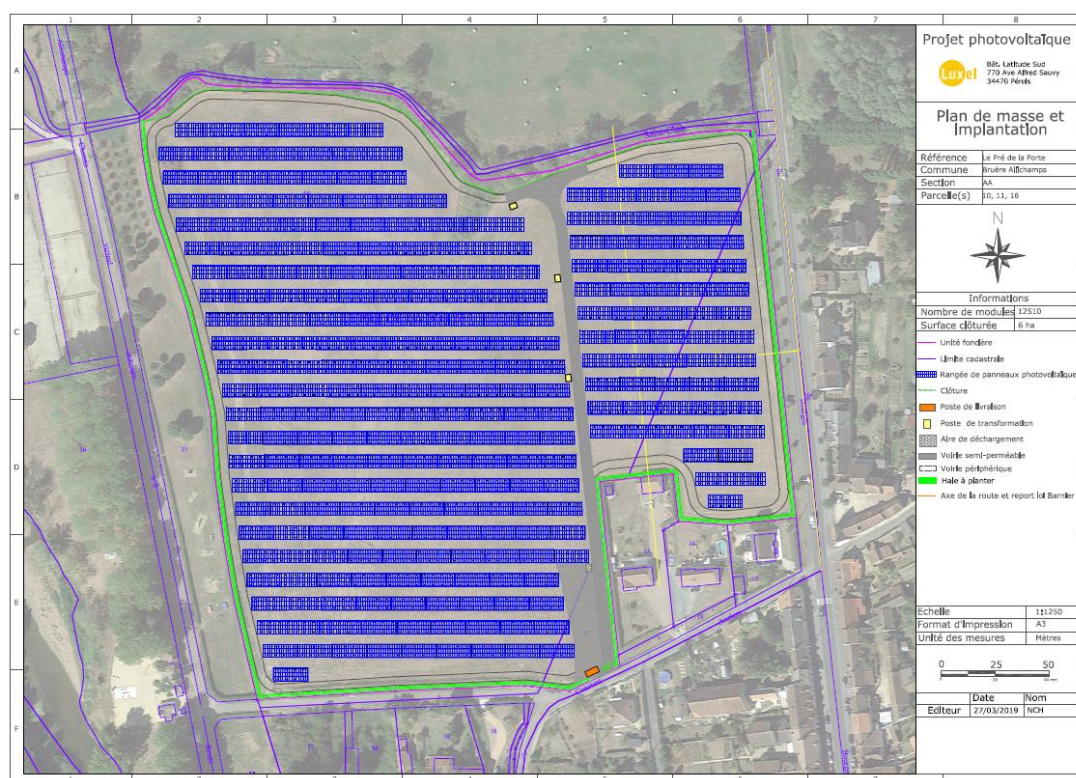 1 2 3 4 5 6 7 8
A
B
C
D
E
F
Projet photovoltaïque
Luxel
Bât. Latitude Sud
770 Ave Alfred Sauvy
34470 Pérols
Plan de masse et
Implantation
Référence Le Pré de la Porte
Commune Bruère Allichamps
Section AA
Parcelle(s) 10, 11, 16
N
Informations
Nombre de modules 12510
Surface clôturée 6 ha
Unité foncière
Limite cadastrale
Rangée de panneaux photovoltaïque
Clôture
Poste de livraison
Poste de transformation
Aire de déchargement
Voirie semi-perméable
Voirie périphérique
Haie à planter
Axe de la route et report loi Barnier
Echelle 1:1250
Format d'impression A3
Unité des mesures Mètres
0 25 50
Date Nom
Editeur 27/03/2019 NCH
36
37